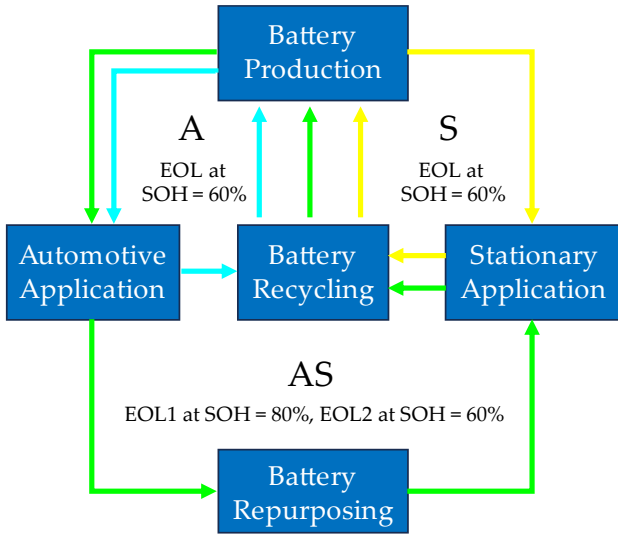 Battery
Production
A
S
EOL at
SOH = 60%
EOL at
SOH = 60%
Automotive
Application
Battery
Recycling
Stationary
Application
AS
EOL1 at SOH = 80%, EOL2 at SOH = 60%
Battery
Repurposing